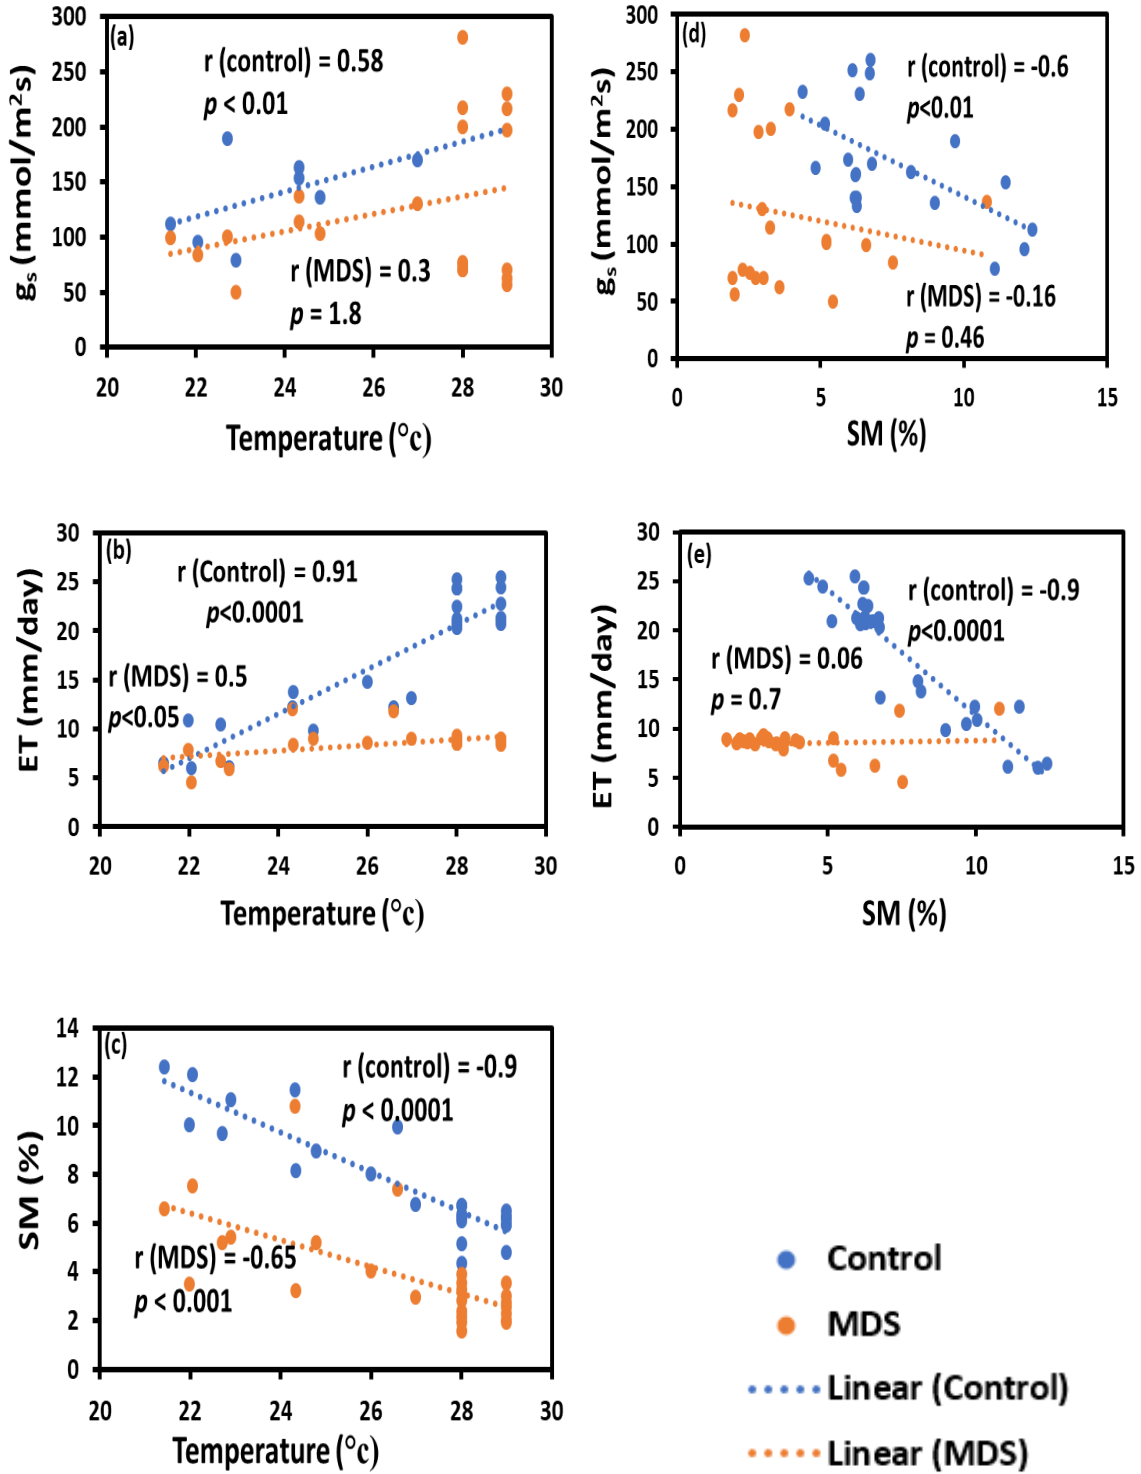 (a)
r (control) = 0.58
p < 0.01
r (MDS) = 0.3
p = 1.8
gs (mmol/m²s)
300
250
200
150
100
50
0
20 22 24 26 28 30
Temperature (°c)
(d)
r (control) = -0.6
p<0.01
r (MDS) = -0.16
p = 0.46
gs (mmol/m²s)
300
250
200
150
100
50
0
0 5 10 15
SM (%)
(b)
r (Control) = 0.91
p<0.0001
r (MDS) = 0.5
p<0.05
ET (mm/day)
30
25
20
15
10
5
0
20 22 24 26 28 30
Temperature (°c)
(e)
r (control) = -0.9
p<0.0001
r (MDS) = 0.06
p = 0.7
ET (mm/day)
30
25
20
15
10
5
0
0 5 10 15
SM (%)
(c)
r (control) = -0.9
p < 0.0001
r (MDS) = -0.65
p < 0.001
SM (%)
14
12
10
8
6
4
2
0
20 22 24 26 28 30
Temperature (°c)
Control
MDS
Linear (Control)
Linear (MDS)